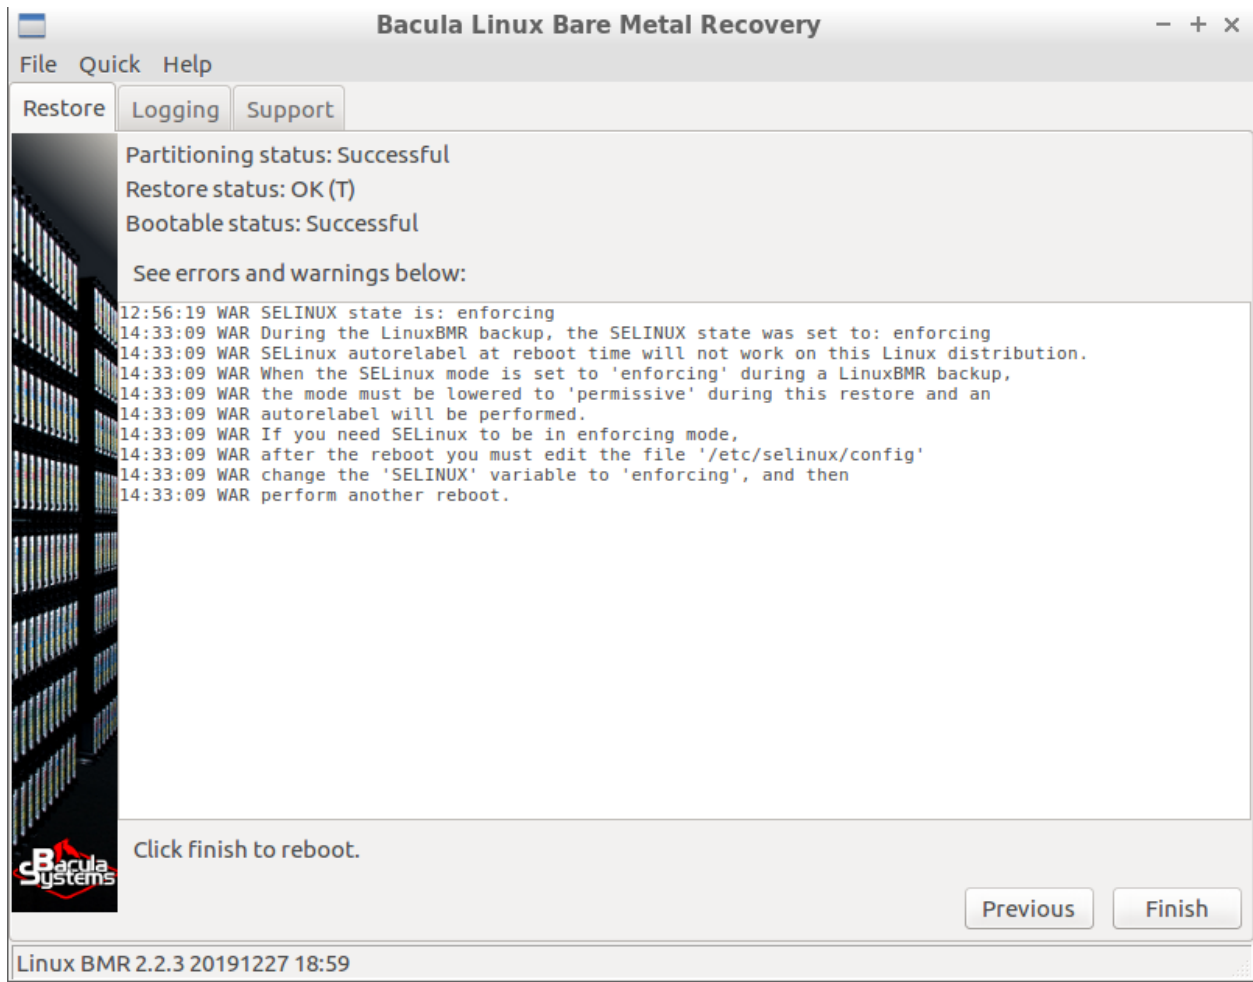 Bacula Linux Bare Metal Recovery
File Quick Help
Restore Logging Support
Partitioning status: Successful
Restore status: OK (T)
Bootable status: Successful
See errors and warnings below:
12:56:19 WAR SELINUX state is: enforcing
14:33:09 WAR During the LinuxBMR backup, the SELINUX state was set to: enforcing
14:33:09 WAR SELinux autorelabel at reboot time will not work on this Linux distribution.
14:33:09 WAR When the SELinux mode is set to 'enforcing' during a LinuxBMR backup,
14:33:09 WAR the mode must be lowered to 'permissive' during this restore and an
14:33:09 WAR autorelabel will be performed.
14:33:09 WAR If you need SELinux to be in enforcing mode,
14:33:09 WAR after the reboot you must edit the file '/etc/selinux/config'
14:33:09 WAR change the 'SELINUX' variable to 'enforcing', and then
14:33:09 WAR perform another reboot.
Click finish to reboot.
Bacula
Systems
Previous Finish
Linux BMR 2.2.3 20191227 18:59